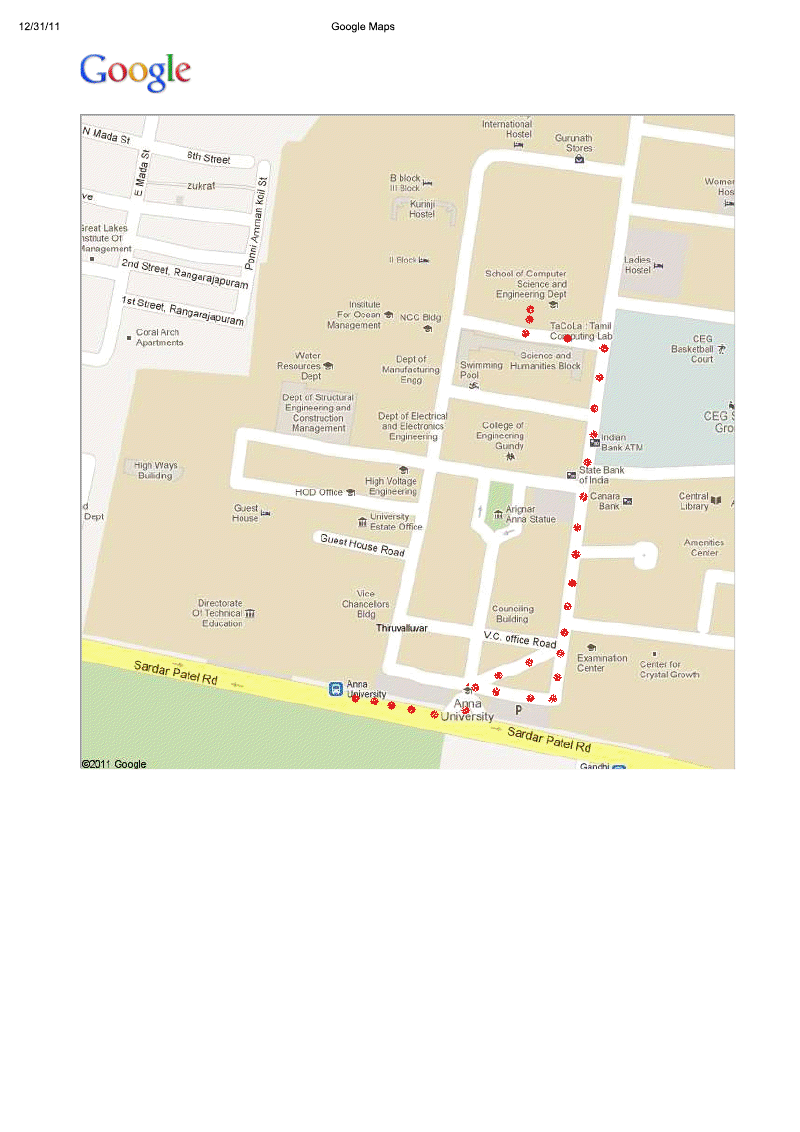 12/31/11
Google Maps
Google
N Mada St
E Mada St
6th Street
zukraf
ve
Ponni Amman koil St
Great Lakes
Institute Of
Management
2nd Street, Rangarajapuram
1st Street, Rangarajapuram
Coral Arch
Apartments
International
Hostel
Gurunath
Stores
B block
III Block
Kurinji
Hostel
II Block
Women
Hos
Ladies
Hostel
School of Computer
Science and
Engineering Dept
Institute
For Ocean
Management
NCC Bldg
TaCoLa : Tamil
Computing Lab
CEG
Basketball
Court
Water
Resources
Dept
Dept of
Manufacturing
Engg
Swimming
Pool
Science and
Humanities Block
Dept of Structural
Engineering and
Construction
Management
Dept of Electrical
and Electronics
Engineering
College of
Engineering
Guindy
CEG S
Gro
Indian
Bank ATM
High Ways
Building
High Voltage
Engineering
State Bank
of India
HOD Office
Canara
Bank
Central
Library
d
Dept
Guest
House
University
Estate Office
Arignar
Anna Statue
Guest House Road
Amenities
Center
Vice
Chancellors
Bldg
Directorate
Of Technical
Education
Counciling
Building
Thiruvalluvar
V.C. office Road
Examination
Center
Center for
Crystal Growth
Sardar Patel Rd
Anna
University
Anna
University
P
Sardar Patel Rd
Gandhi
©2011 Google